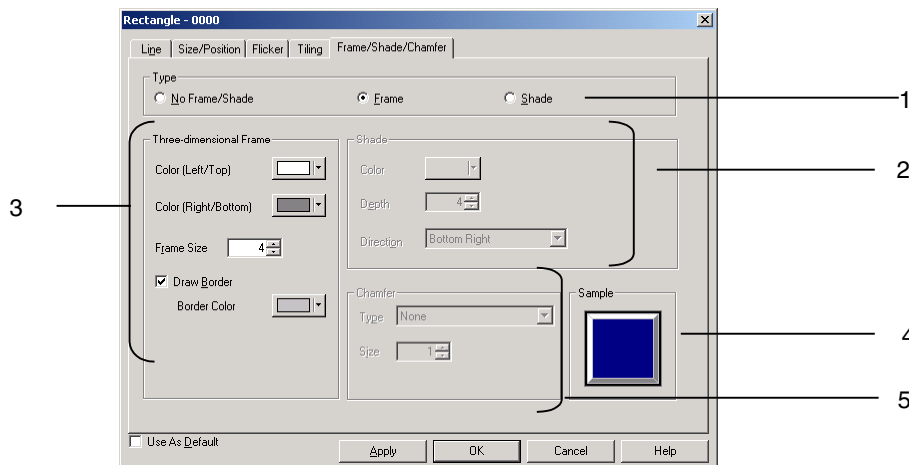 Rectangle - 0000
Line Size/Position Flicker Tiling Frame/Shade/Chamfer
Type
No Frame/Shade Frame Shade
1
Three-dimensional Frame
Shade
Color (Left/Top)
Color
2
3
Color (Right/Bottom)
Depth 4
Frame Size 4
Direction Bottom Right
Draw Border
Border Color
Chamfer
Sample
Type None
4
Size 1
5
Use As Default
Apply OK Cancel Help